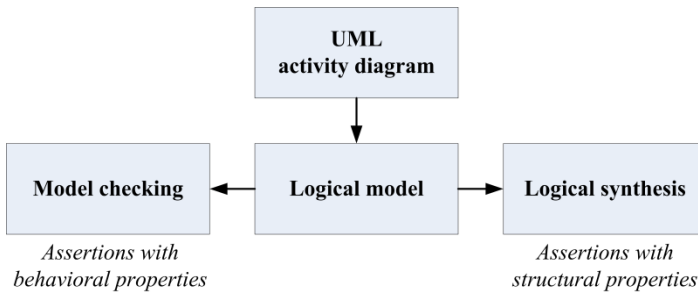 UML
activity diagram
Model checking
Logical model
Logical synthesis
Assertions with
behavioral properties
Assertions with
structural properties